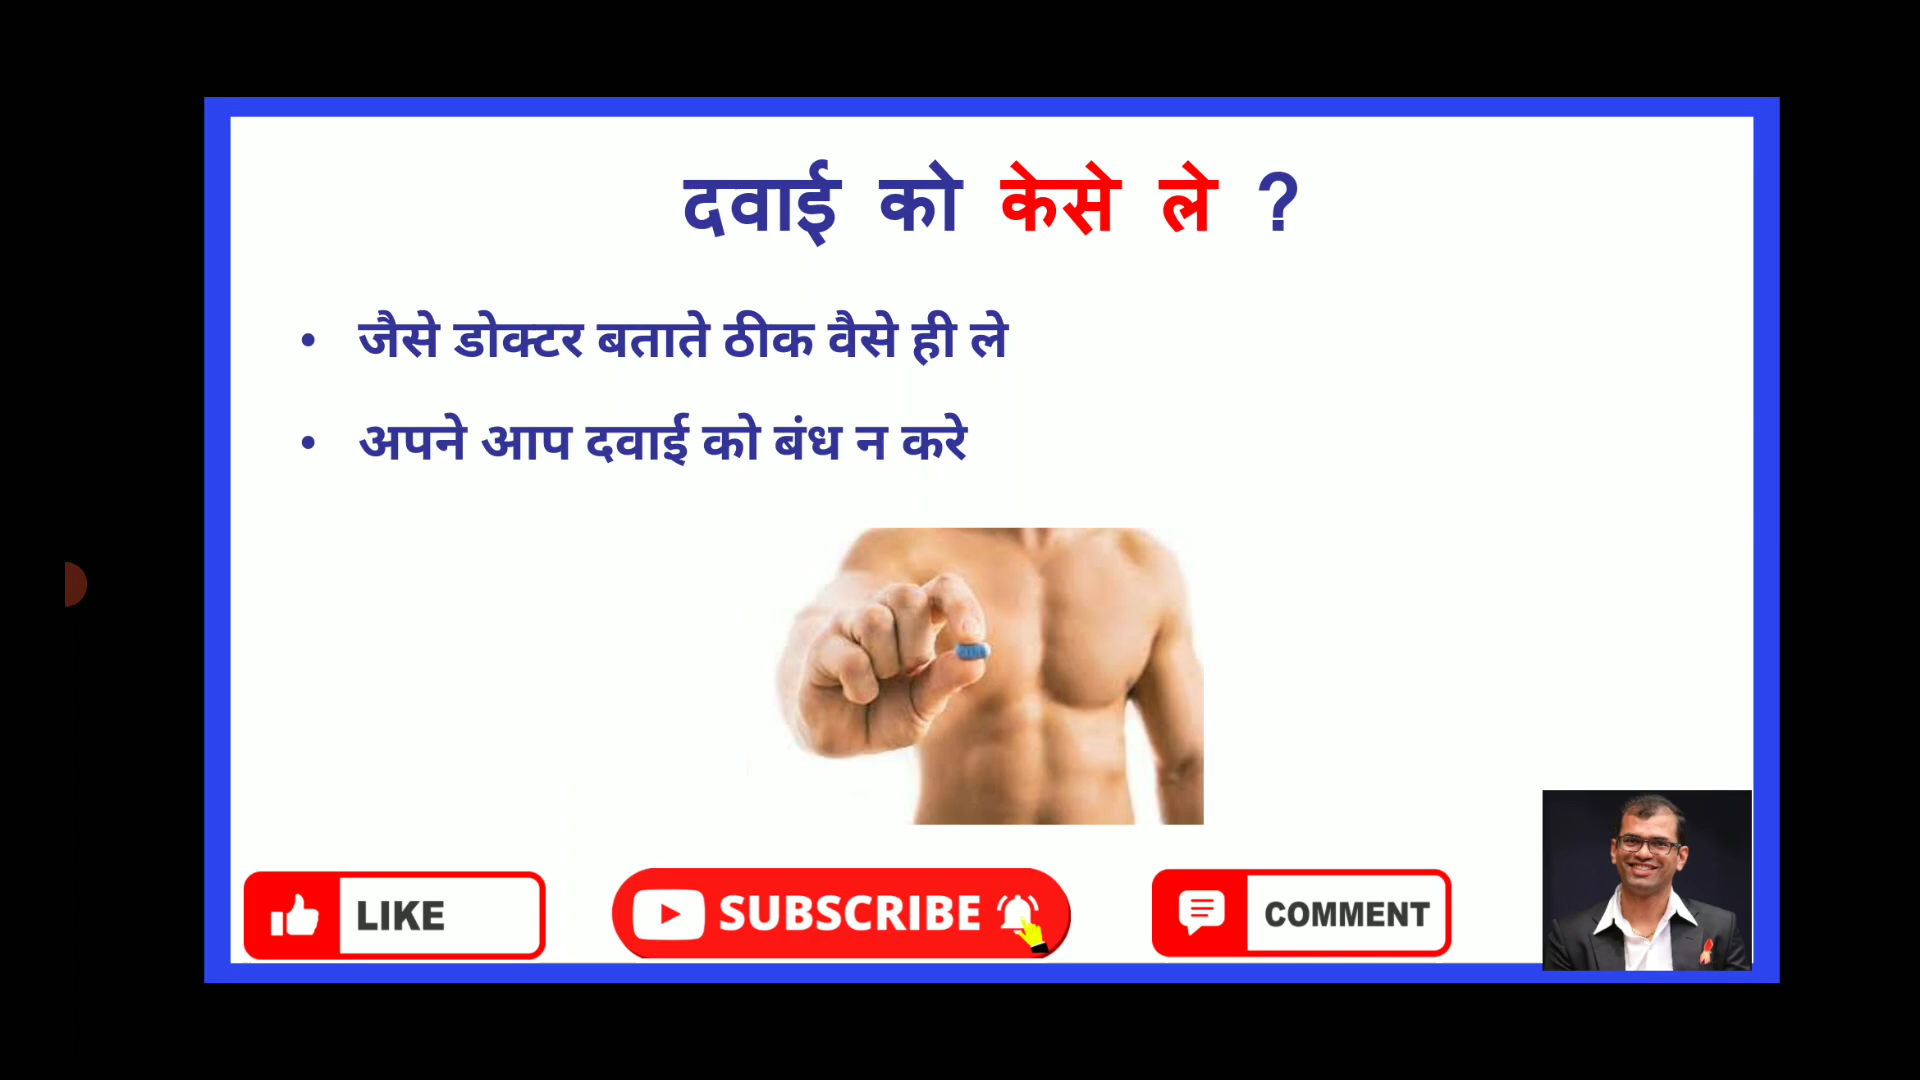 दवाई को केसे ले ?
• जैसे डोक्टर बताते ठीक वैसे ही ले
• अपने आप दवाई को बंध न करे
LIKE
SUBSCRIBE
COMMENT